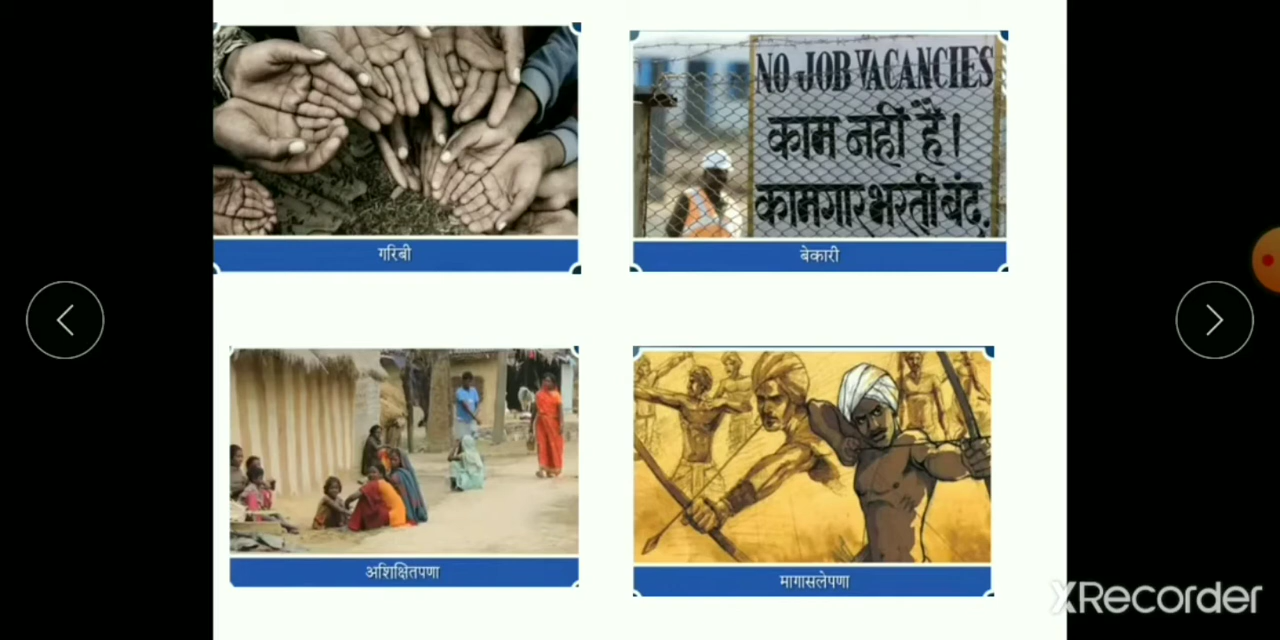 NO JOB VACANCIES
काम नहीं है।
कामगार भरती बंद.
गरिबी
बेकारी
अशिक्षितपणा
मागासलेपणा
XRecorder